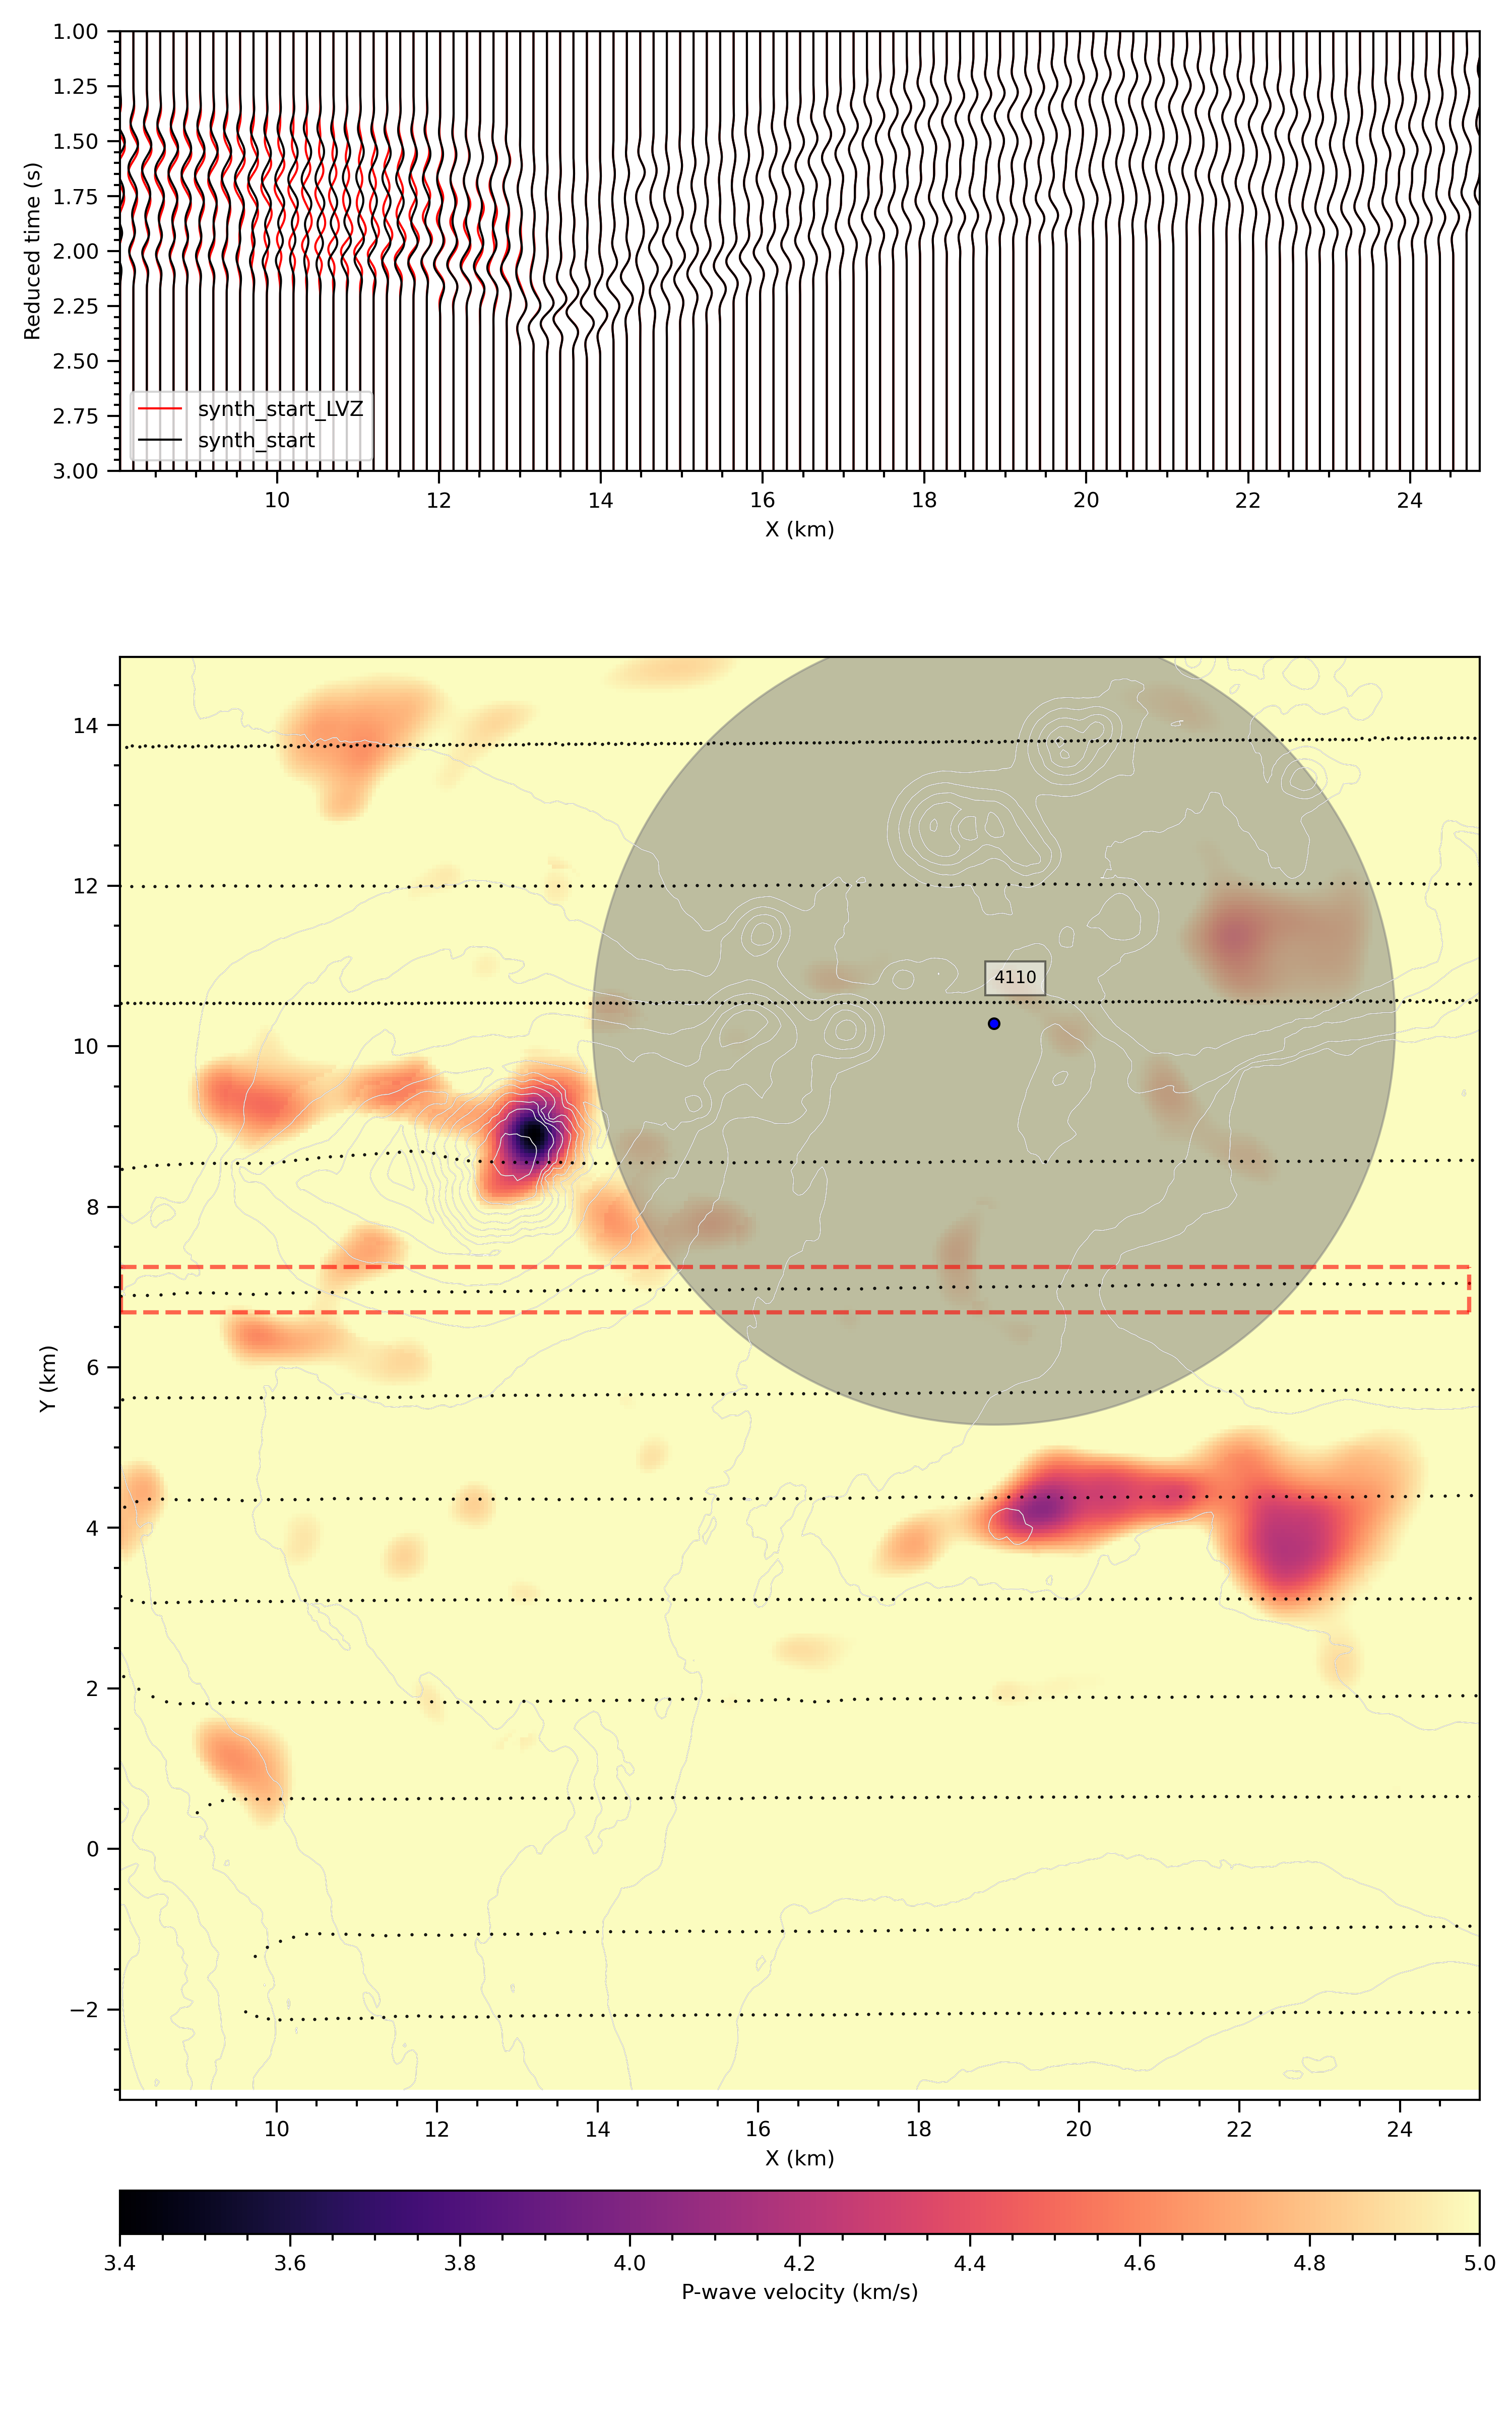 1.00
1.25
1.50
1.75
2.00
2.25
2.50
2.75
3.00
Reduced time (s)
synth_start_LVZ
synth_start
10 12 14 16 18 20 22 24
X (km)
14
12
10
8
6
4
2
0
−2
Y (km)
4110
10 12 14 16 18 20 22 24
X (km)
3.4 3.6 3.8 4.0 4.2 4.4 4.6 4.8 5.0
P-wave velocity (km/s)